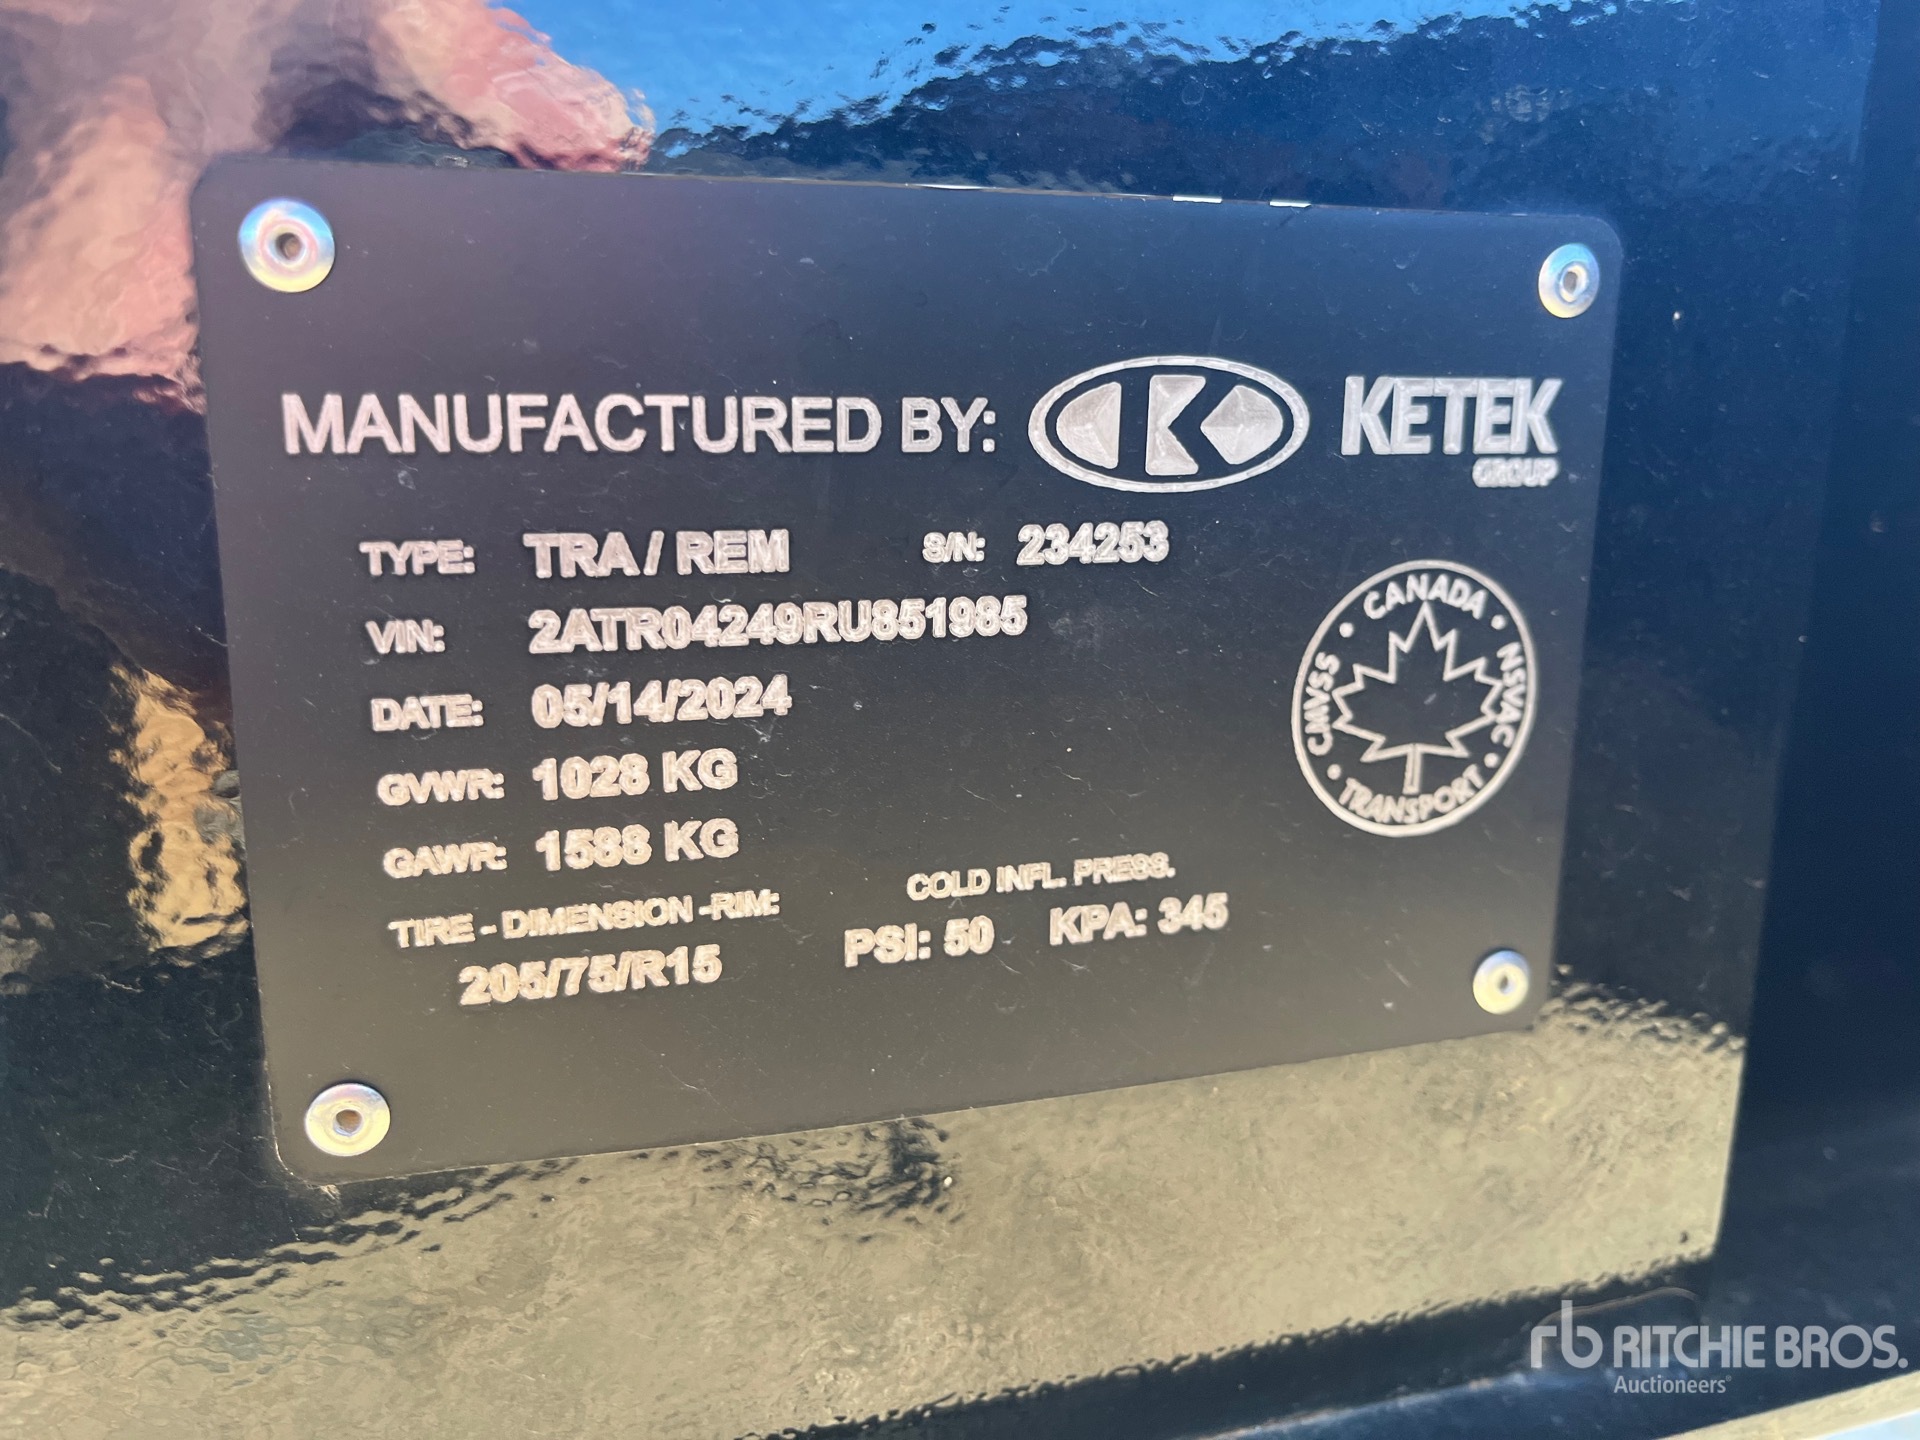 MANUFACTURED BY: K KETEK
GROUP
TYPE: TRA / REM S/N: 234253
VIN: 2ATR04249RU851985
DATE: 05/14/2024
GVWR: 1028 KG
GAWR: 1588 KG
TIRE - DIMENSION -RIM: COLD INFL. PRESS.
205/75/R15 PSI: 50 KPA: 345
CANADA
CMVSS • NSVAC
TRANSPORT
rb RITCHIE BROS.
Auctioneers